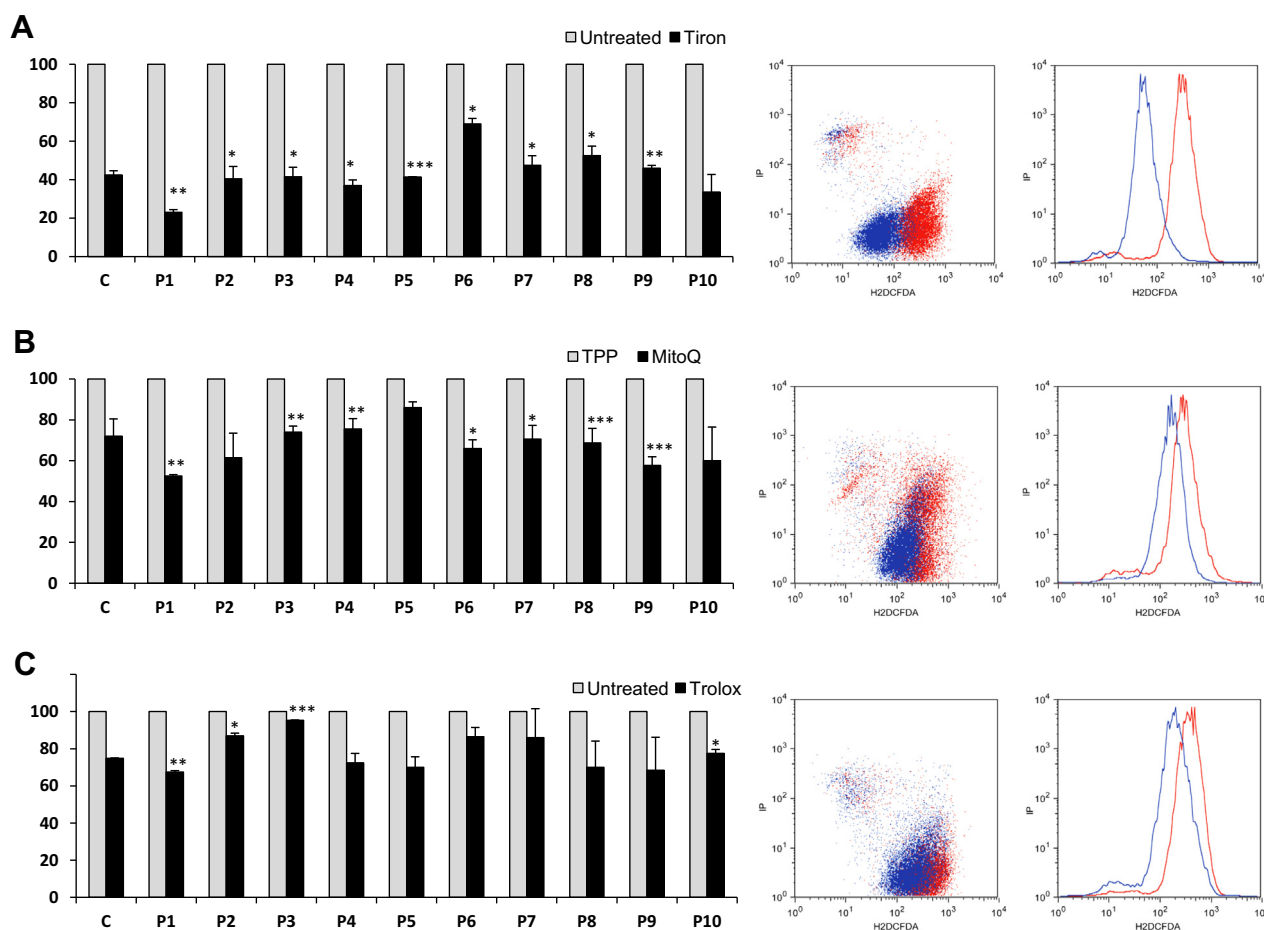 A
Untreated Tiron
100
80
60
40
20
0
** * * * *** * * * **
C P1 P2 P3 P4 P5 P6 P7 P8 P9 P10
10⁴
10³
10²
10¹
10⁰
IP
10⁰ 10¹ 10² 10³ 10⁴
H2DCFDA
10⁴
10³
10²
10¹
10⁰
IP
10⁰ 10¹ 10² 10³ 10⁴
H2DCFDA
B
TPP MitoQ
100
80
60
40
20
0
** ** ** * * *** ***
C P1 P2 P3 P4 P5 P6 P7 P8 P9 P10
10⁴
10³
10²
10¹
10⁰
IP
10⁰ 10¹ 10² 10³ 10⁴
H2DCFDA
10⁴
10³
10²
10¹
10⁰
IP
10⁰ 10¹ 10² 10³ 10⁴
H2DCFDA
C
Untreated Trolox
100
80
60
40
20
0
** * *** *
C P1 P2 P3 P4 P5 P6 P7 P8 P9 P10
10⁴
10³
10²
10¹
10⁰
IP
10⁰ 10¹ 10² 10³ 10⁴
H2DCFDA
10⁴
10³
10²
10¹
10⁰
IP
10⁰ 10¹ 10² 10³ 10⁴
H2DCFDA